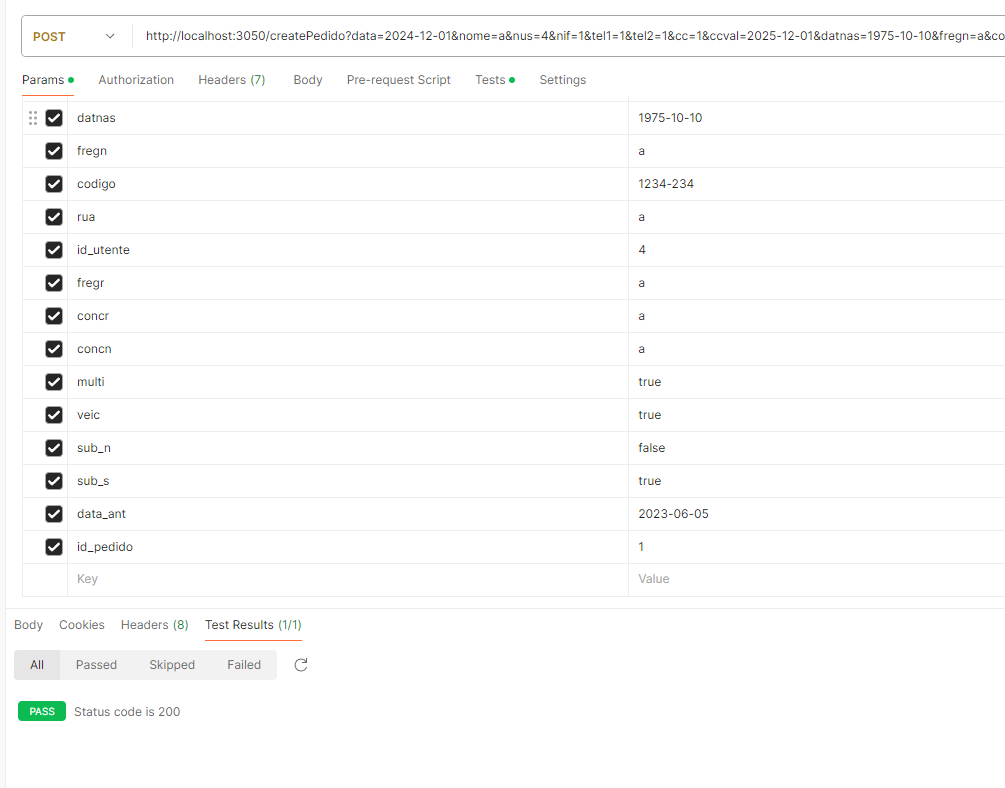 POST http://localhost:3050/createPedido?data=2024-12-01&nome=a&nus=4&nif=1&tel1=1&tel2=1&cc=1&ccval=2025-12-01&datnas=1975-10-10&fregn=a&co
Params Authorization Headers (7) Body Pre-request Script Tests Settings
datnas 1975-10-10
fregn a
codigo 1234-234
rua a
id_utente 4
fregr a
concr a
concn a
multi true
veic true
sub_n false
sub_s true
data_ant 2023-06-05
id_pedido 1
Key Value
Body Cookies Headers (8) Test Results (1/1)
All Passed Skipped Failed
PASS Status code is 200